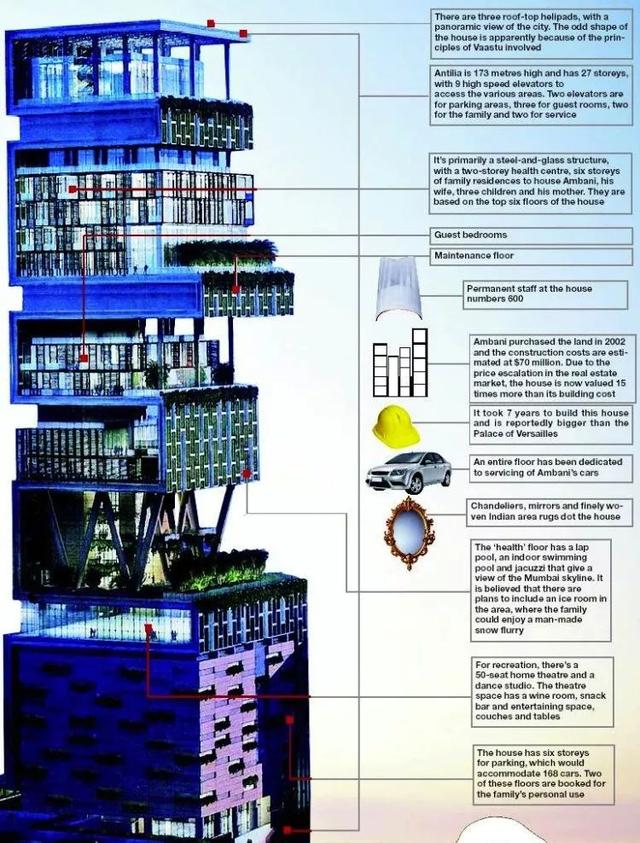 There are three roof-top helipads, with a
panoramic view of the city. The odd shape of
the house is apparently because of the prin-
ciples of Vaastu involved
Antilia is 173 metres high and has 27 storeys,
with 9 high speed elevators to
access the various areas. Two elevators are
for parking areas, three for guest rooms, two
for the family and two for service
It's primarily a steel-and-glass structure,
with a two-storey health centre, six storeys
of family residences to house Ambani, his
wife, three children and his mother. They are
based on the top six floors of the house
Guest bedrooms
Maintenance floor
Permanent staff at the house
numbers 600
Ambani purchased the land in 2002
and the construction costs are esti-
mated at $70 million. Due to the
price escalation in the real estate
market, the house is now valued 15
times more than its building cost
It took 7 years to build this house
and is reportedly bigger than the
Palace of Versailles
An entire floor has been dedicated
to servicing of Ambani's cars
Chandeliers, mirrors and finely wo-
ven Indian area rugs dot the house
The 'health' floor has a lap
pool, an indoor swimming
pool and jacuzzi that give a
view of the Mumbai skyline. It
is believed that there are
plans to include an ice room in
the area, where the family
could enjoy a man-made
snow flurry
For recreation, there's a
50-seat home theatre and a
dance studio. The theatre
space has a wine room, snack
bar and entertaining space,
couches and tables
The house has six storeys
for parking, which would
accommodate 168 cars. Two
of these floors are booked for
the family's personal use